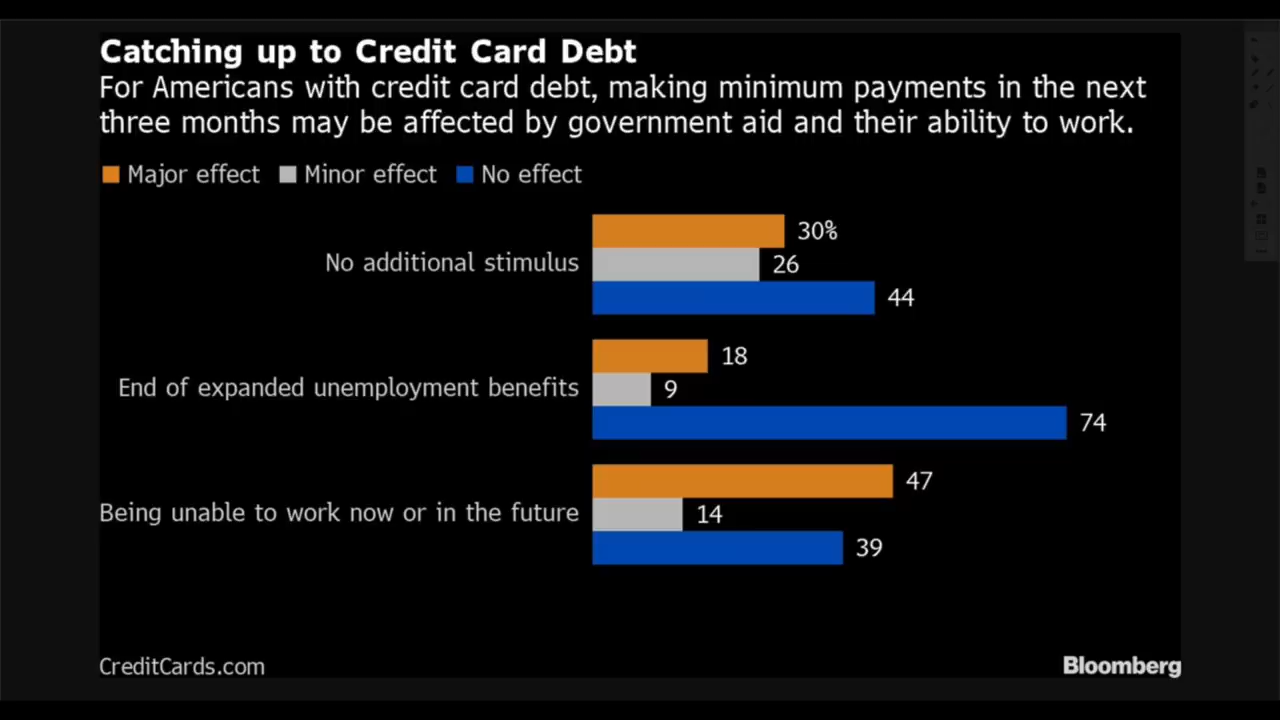 Catching up to Credit Card Debt
For Americans with credit card debt, making minimum payments in the next
three months may be affected by government aid and their ability to work.
Major effect Minor effect No effect
No additional stimulus
30%
26
44
End of expanded unemployment benefits
18
9
74
Being unable to work now or in the future
47
14
39
CreditCards.com
Bloomberg